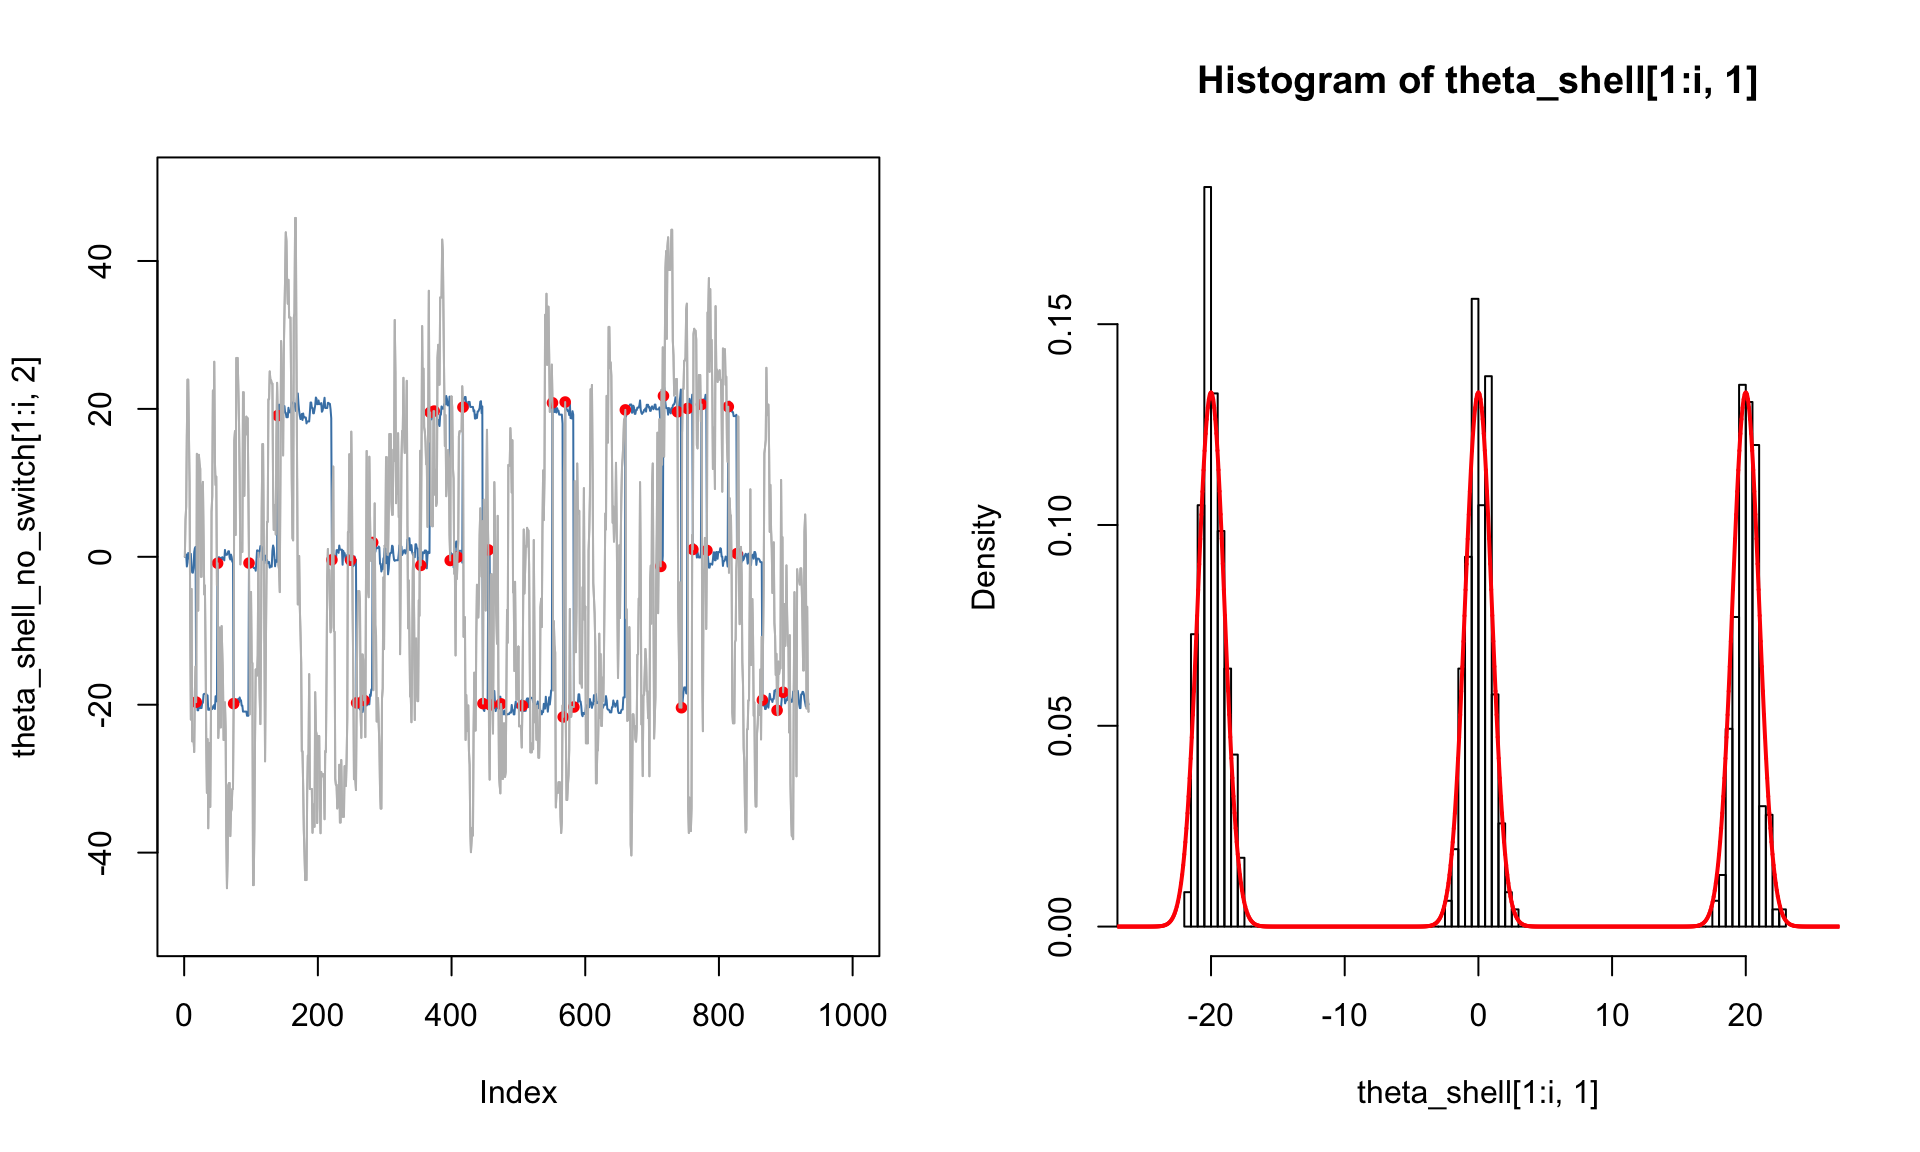 theta_shell_no_switch[1:i, 2]
40
20
0
-20
-40
0 200 400 600 800 1000
Index
Histogram of theta_shell[1:i, 1]
Density
0.15
0.10
0.05
0.00
-20 -10 0 10 20
theta_shell[1:i, 1]